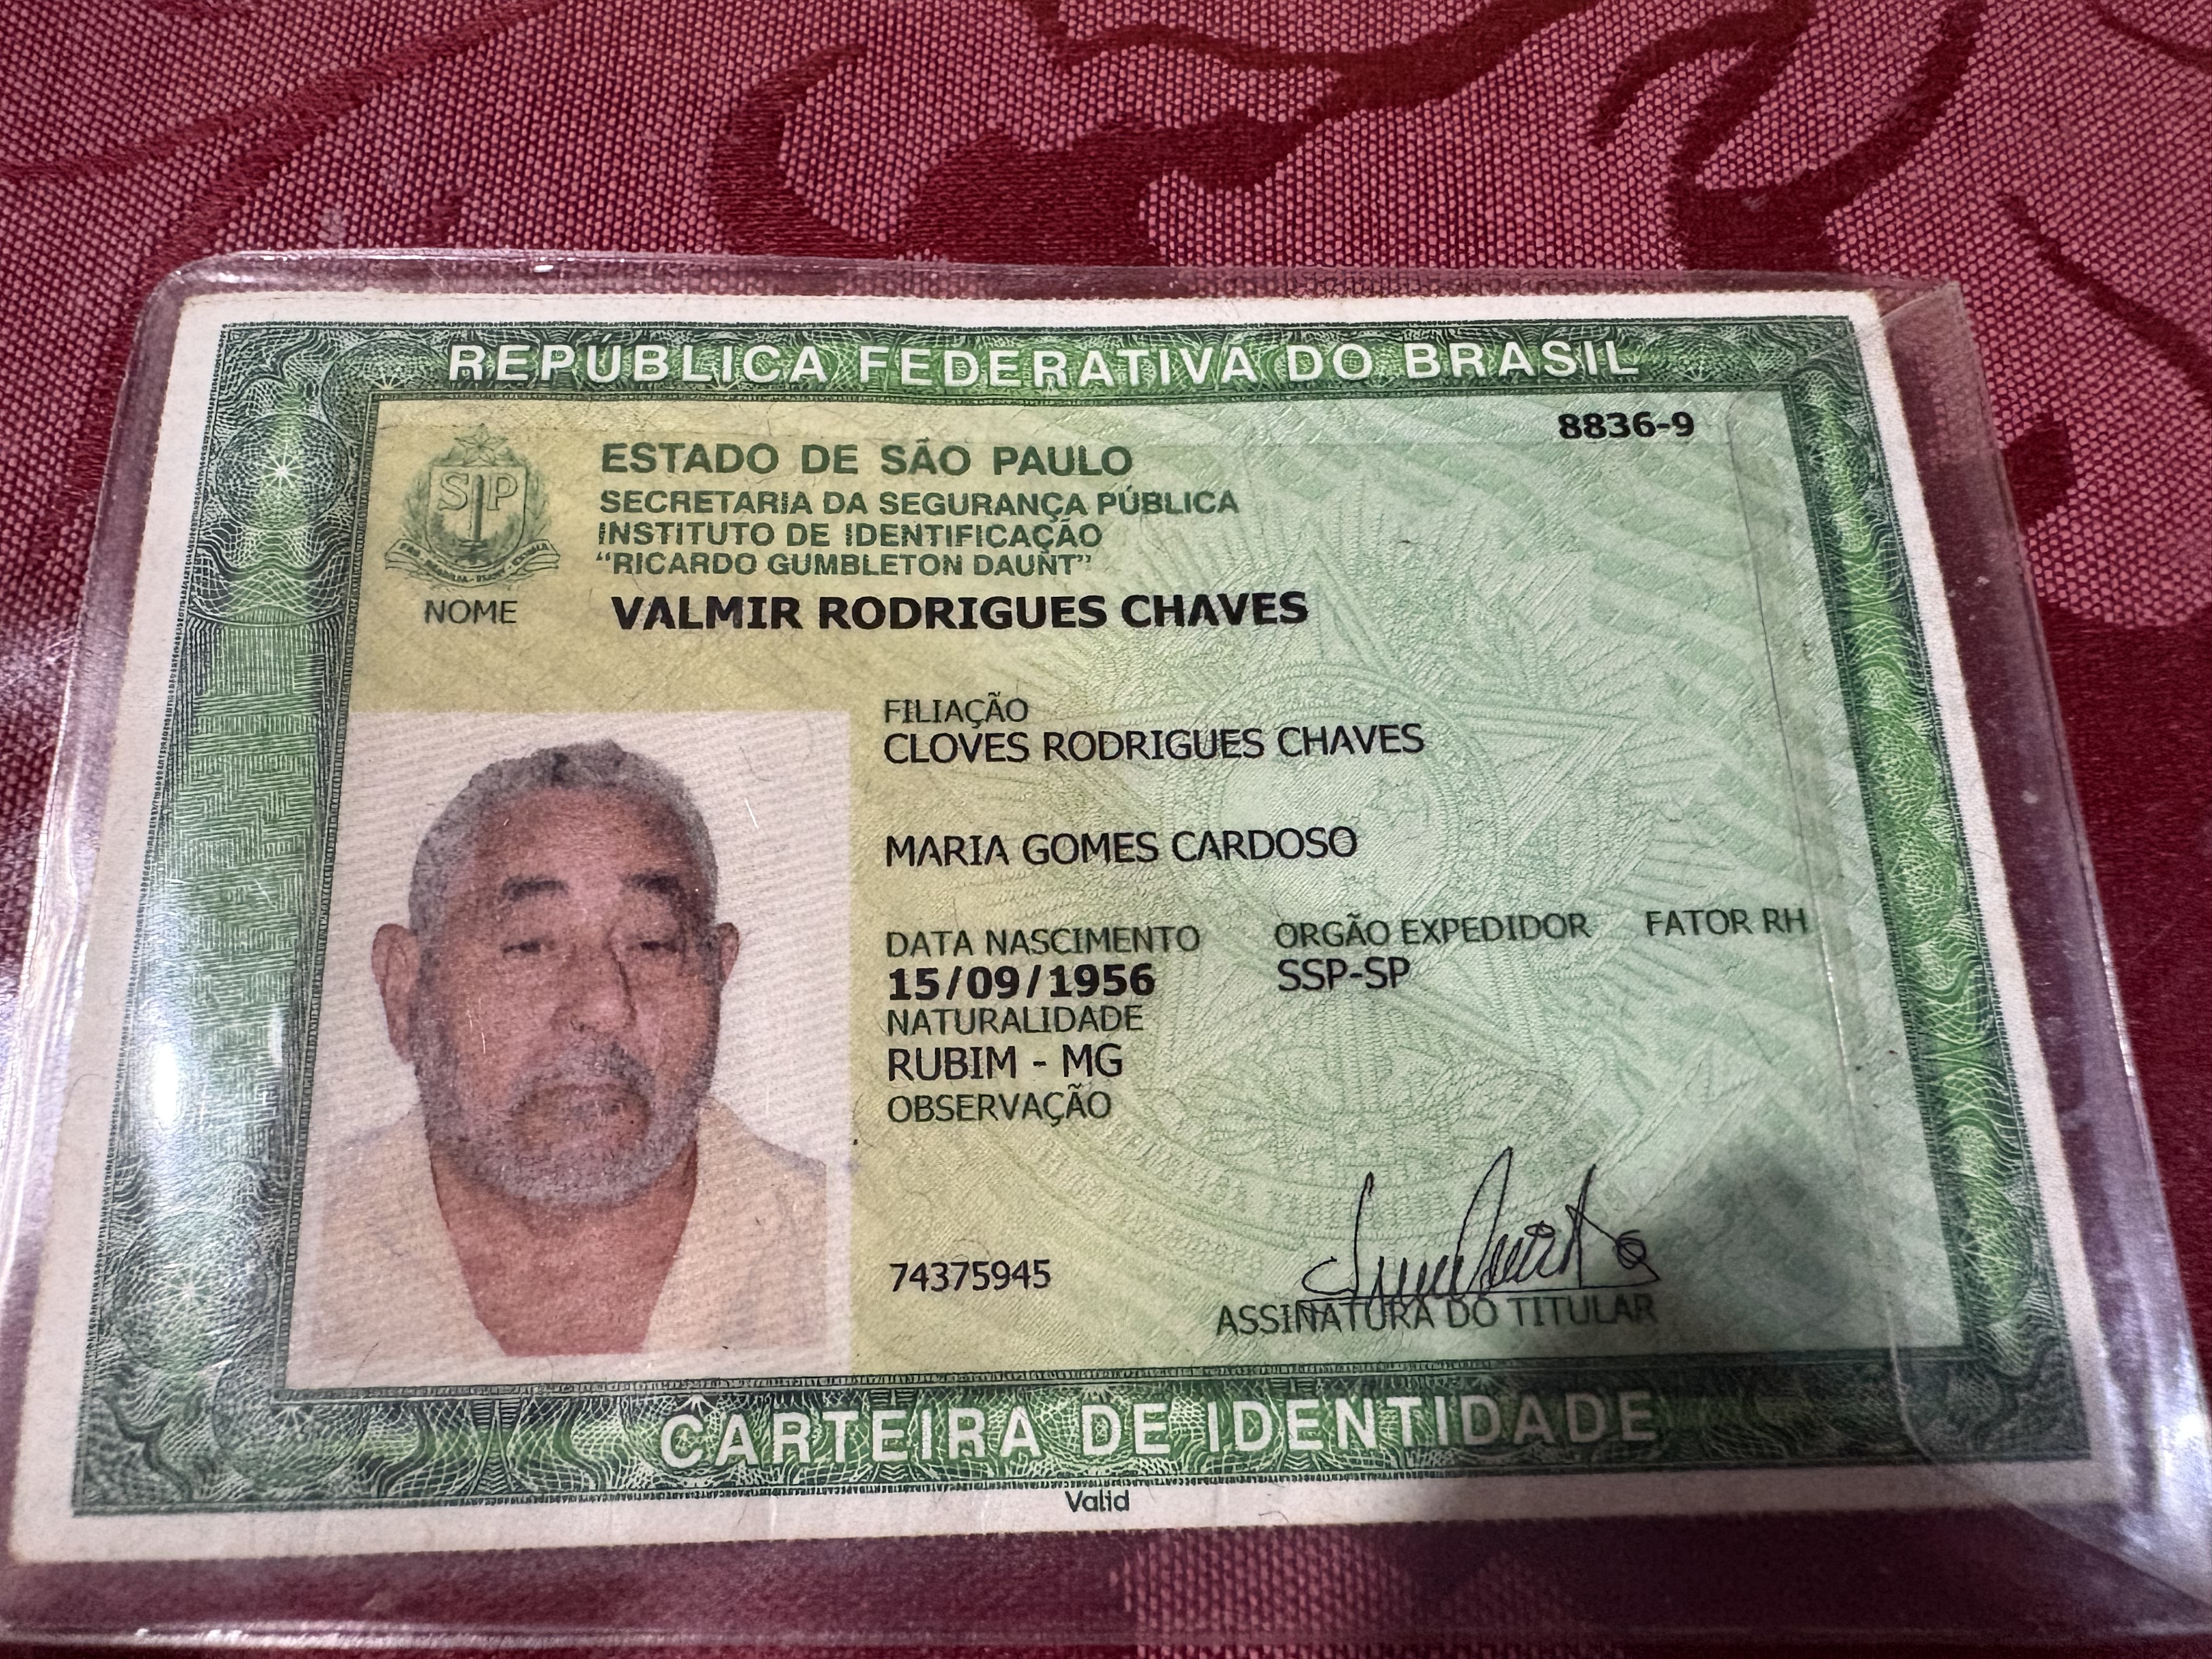 REPÚBLICA FEDERATIVA DO BRASIL
8836-9
SP
ESTADO DE SÃO PAULO
SECRETARIA DA SEGURANÇA PÚBLICA
INSTITUTO DE IDENTIFICAÇÃO
“RICARDO GUMBLETON DAUNT”
NOME
VALMIR RODRIGUES CHAVES
FILIAÇÃO
CLOVES RODRIGUES CHAVES
MARIA GOMES CARDOSO
DATA NASCIMENTO ORGÃO EXPEDIDOR FATOR RH
15/09/1956 SSP-SP
NATURALIDADE
RUBIM - MG
OBSERVAÇÃO
74375945
ASSINATURA DO TITULAR
CARTEIRA DE IDENTIDADE
Valid